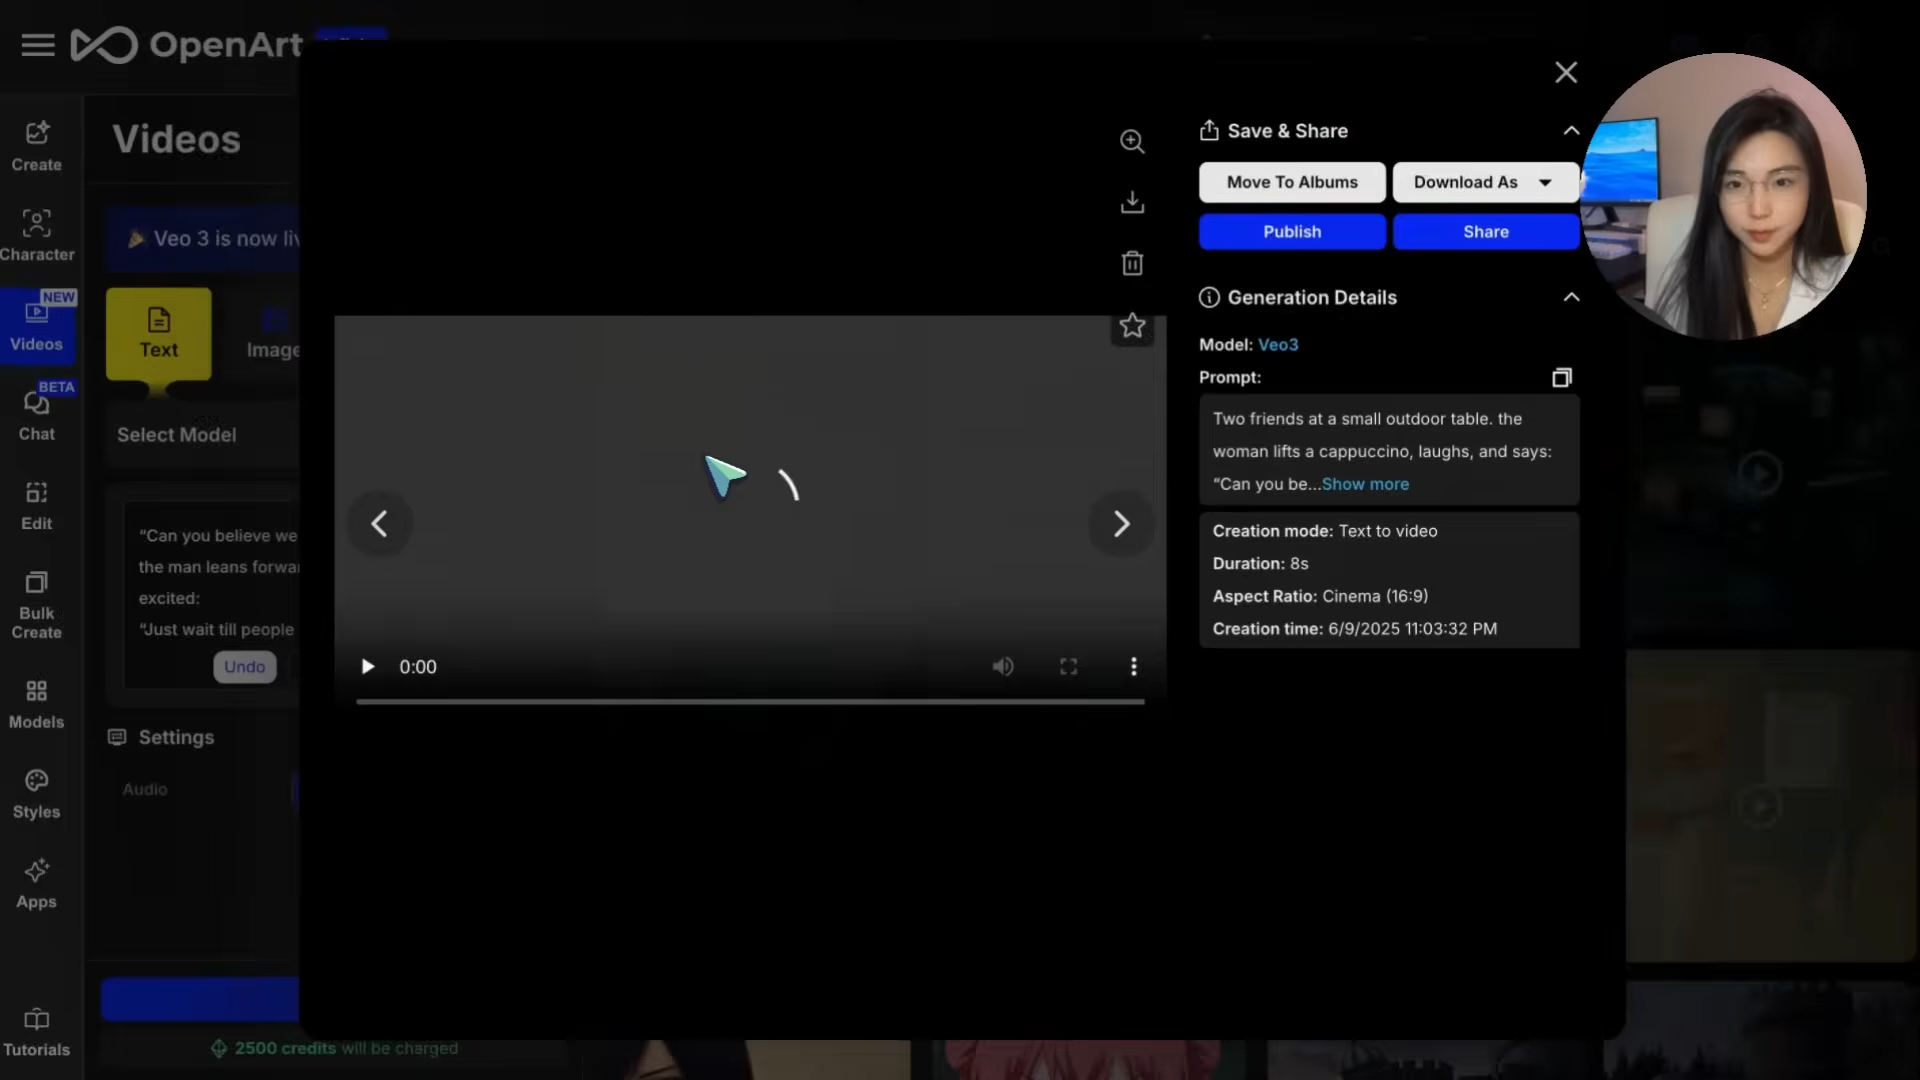 OpenArt
Create
Character
NEW
Videos
BETA
Chat
Edit
Bulk
Create
Models
Styles
Apps
Tutorials
Videos
Veo 3 is now
Text
Image
Select Model
“Can you believe we
the man leans
excited:
“Just wait till people
Undo
Settings
Audio
2500 credits will be charged
0:00
Save & Share
Move To Albums
Download As
Publish
Share
Generation Details
Model: Veo3
Prompt:
Two friends at a small outdoor table. the
woman lifts a cappuccino, laughs, and says:
“Can you be...Show more
Creation mode: Text to video
Duration: 8s
Aspect Ratio: Cinema (16:9)
Creation time: 6/9/2025 11:03:32 PM